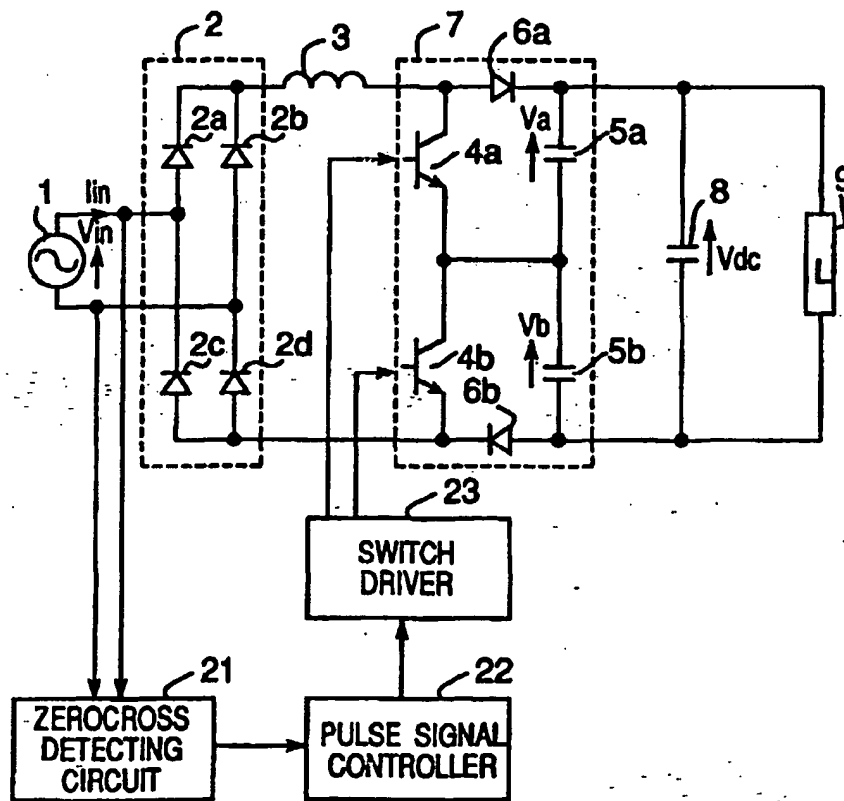 2
3
7
6a
2a
2b
Va
5a
4a
1
Iin
Vin
8
9
Vdc
L
2c
2d
Vb
4b
5b
6b
23
SWITCH
DRIVER
21
22
ZEROCROSS
DETECTING
CIRCUIT
PULSE SIGNAL
CONTROLLER